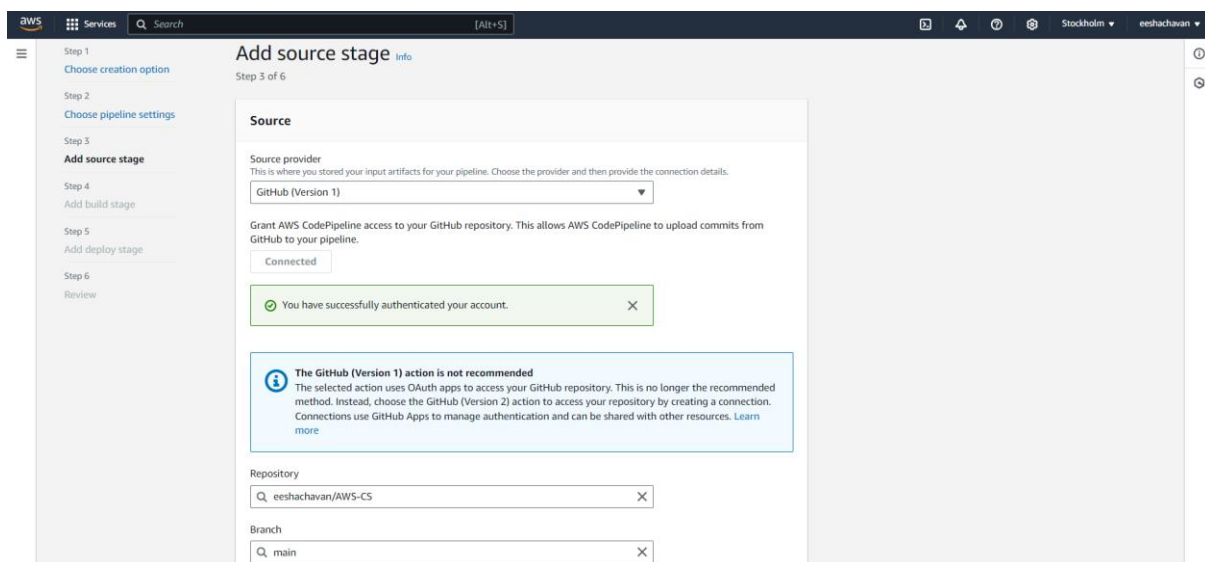 aws
Services
Search
[Alt+S]
Stockholm
eeshachavan
Step 1
Choose creation option
Step 2
Choose pipeline settings
Step 3
Add source stage
Step 4
Add build stage
Step 5
Add deploy stage
Step 6
Review
Add source stage Info
Step 3 of 6
Source
Source provider
This is where you stored your input artifacts for your pipeline. Choose the provider and then provide the connection details.
GitHub (Version 1)
Grant AWS CodePipeline access to your GitHub repository. This allows AWS CodePipeline to upload commits from
GitHub to your pipeline.
Connected
You have successfully authenticated your account.
The GitHub (Version 1) action is not recommended
The selected action uses OAuth apps to access your GitHub repository. This is no longer the recommended
method. Instead, choose the GitHub (Version 2) action to access your repository by creating a connection.
Connections use GitHub Apps to manage authentication and can be shared with other resources. Learn
more
Repository
eeshachavan/AWS-CS
Branch
main